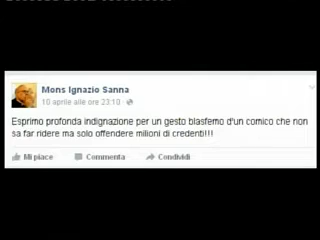 Mons Ignazio Sanna
10 aprile alle ore 23:10
Esprimo profonda indignazione per un gesto blasfemo d'un comico che non
sa far ridere ma solo offendere milioni di credenti!!!
Mi piace Commenta Condividi